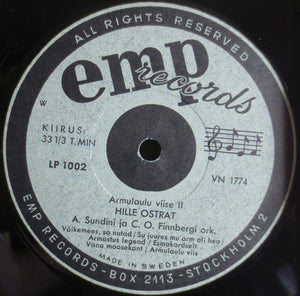 ALL RIGHTS RESERVED
emp
records
W
KIIRUS:
33 1/3 T. MIN
LP 1002
VN 1774
Armulaulu viise II
HILLE OSTRAT
A. Sundini ja C. O. Finnbergi ork.
Väikemees, sa nutad / Su juures mu arm oli hea
Armastus legend / Esmakordselt
Vana moosekant / Armulaulu viis
MADE IN SWEDEN
EMP RECORDS - BOX 2113 - STOCKHOLM 2